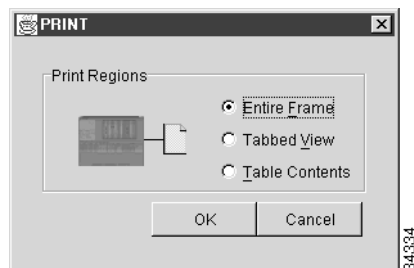 PRINT
Print Regions
Entire Frame
Tabbed View
Table Contents
OK Cancel
34334